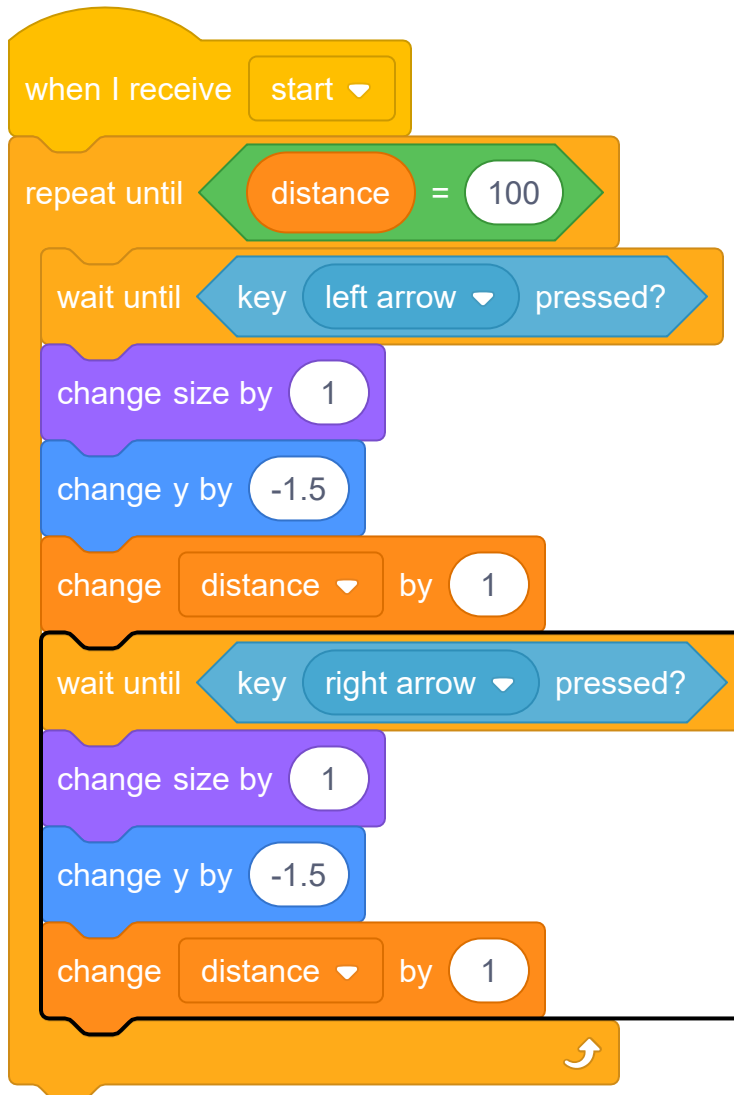 when I receive start
repeat until distance = 100
wait until key left arrow pressed?
change size by 1
change y by -1.5
change distance by 1
wait until key right arrow pressed?
change size by 1
change y by -1.5
change distance by 1